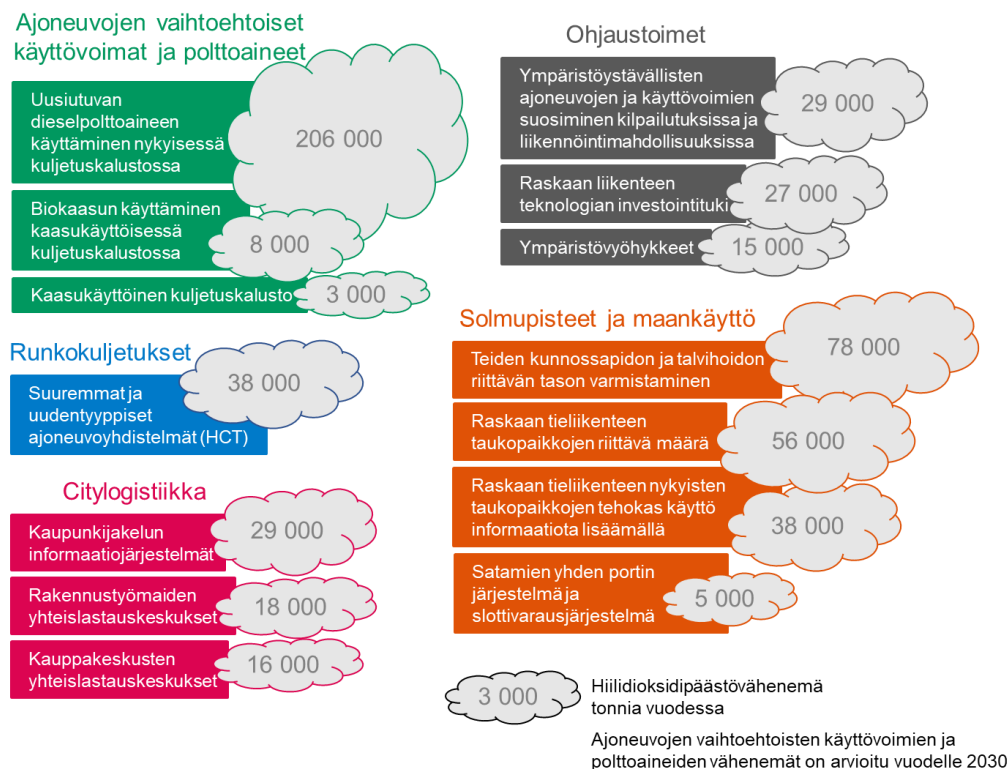 Ajoneuvojen vaihtoehtoiset
käyttövoimat ja polttoaineet
Uusiutuvan
dieselpolttoaineen
käyttäminen nykyisessä
kuljetuskalustossa
206 000
Biokaasun käyttäminen
kaasukäyttöisessä
kuljetuskalustossa
8 000
Kaasukäyttöinen kuljetuskalusto
3 000
Runkokuljetukset
Suuremmat ja
uudentyyppiset
ajoneuvoyhdistelmät (HCT)
38 000
Citylogistiikka
Kaupunkijakelun
informaatiojärjestelmät
29 000
Rakennustyömaiden
yhteislastauskeskukset
18 000
Kauppakeskusten
yhteislastauskeskukset
16 000
Ohjaustoimet
Ympäristöystävällisten
ajoneuvojen ja käyttövoimien
suosiminen kilpailutuksissa ja
liikennöintimahdollisuuksissa
29 000
Raskaan liikenteen
teknologian investointituki
27 000
Ympäristövyöhykkeet
15 000
Solmupisteet ja maankäyttö
Teiden kunnossapidon ja talvihoidon
riittävän tason varmistaminen
78 000
Raskaan tieliikenteen
taukopaikkojen riittävä määrä
56 000
Raskaan tieliikenteen nykyisten
taukopaikkojen tehokas käyttö
informaatiota lisäämällä
38 000
Satamien yhden portin
järjestelmä ja
slottivarausjärjestelmä
5 000
3 000
Hiilidioksidipäästövähenemä
tonnia vuodessa
Ajoneuvojen vaihtoehtoisten käyttövoimien ja
polttoaineiden vähenemät on arvioitu vuodelle 2030